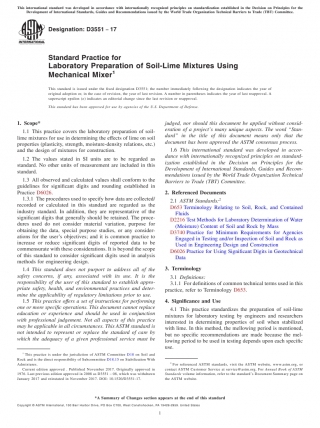 This international standard was developed in accordance with internationally recognized principles on standardization established in the Decision on Principles for the
Development of International Standards, Guides and Recommendations issued by the World Trade Organization Technical Barriers to Trade (TBT) Committee.
Designation: D3551 − 17
Standard Practice for
Laboratory Preparation of Soil-Lime Mixtures Using
Mechanical Mixer1
This standard is issued under the fixed designation D3551; the number immediately following the designation indicates the year of
original adoption or, in the case of revision, the year of last revision. A number in parentheses indicates the year of last reapproval. A
superscript epsilon (ε) indicates an editorial change since the last revision or reapproval.
This standard has been approved for use by agencies of the U.S. Department of Defense.
1. Scope*
1.1 This practice covers the laboratory preparation of soil-
lime mixtures for use in determining the effects of lime on soil
properties (plasticity, strength, moisture-density relations, etc.)
and the design of mixtures for construction.
1.2 The values stated in SI units are to be regarded as
standard. No other units of measurement are included in this
standard.
1.3 All observed and calculated values shall conform to the
guidelines for significant digits and rounding established in
Practice D6026.
1.3.1 The procedures used to specify how data are collected
recorded or calculated in this standard are regarded as the
industry standard. In addition, they are representative of the
significant digits that generally should be retained. The proce-
dures used do not consider material variation, purpose for
obtaining the data, special purpose studies, or any consider-
ations for the user's objectives; and it is common practice to
increase or reduce significant digits of reported data to be
commensurate with these considerations. It is beyond the scope
of this standard to consider significant digits used in analysis
methods for engineering design.
1.4 This standard does not purport to address all of the
safety concerns, if any, associated with its use. It is the
responsibility of the user of this standard to establish appro-
priate safety, health, and environmental practices and deter-
mine the applicability of regulatory limitations prior to use.
1.5 This practice offers a set of instructions for performing
one or more specific operations. This document cannot replace
education or experience and should be used in conjunction
with professional judgement. Not all aspects of this practice
may be applicable in all circumstances. This ASTM standard is
not intended to represent or replace the standard of care by
which the adequacy of a given professional service must be
judged, nor should this document be applied without consid-
eration of a project's many unique aspects. The word "Stan-
dard" in the title of this document means only that the
document has been approved through the ASTM consensus process.
1.6 This international standard was developed in accor-
dance with internationally recognized principles on standard-
ization established in the Decision on Principles for the
Development of International Standards, Guides and Recom-
mendations issued by the World Trade Organization Technical
Barriers to Trade (TBT) Committee.
2. Referenced Documents
2.1 ASTM Standards:2
D653 Terminology Relating to Soil, Rock, and Contained
Fluids
D2216 Test Methods for Laboratory Determination of Water
(Moisture) Content of Soil and Rock by Mass
D3740 Practice for Minimum Requirements for Agencies
Engaged in Testing and/or Inspection of Soil and Rock as
Used in Engineering Design and Construction
D6026 Practice for Using Significant Digits in Geotechnical
Data
3. Terminology
3.1 Definitions:
3.1.1 For definitions of common technical terms used in this
practice, refer to Terminology D653.
4. Significance and Use
4.1 This practice standardizes the preparation of soil-lime
mixtures for laboratory testing by engineers and researchers
interested in determining properties of soil when stabilized
with lime. In this method, the mellowing period is mentioned,
but no specific recommendations are made because the mel-
lowing period to be used in testing depends upon each specific
use.
1 This practice is under the jurisdiction of ASTM Committee D18 on Soil and
Rock and is the direct responsibility of Subcommittee D18.15 on Stabilization With
Admixtures.
Current edition approved . Published November 2017. Originally approved in
1976. Last previous edition approved in 2008 as D3551 – 08, which was withdrawn
January 2017 and reinstated in November 2017. DOI: 10.1520/D3551-17.
2 For referenced ASTM standards, visit the ASTM website, www.astm.org, or
contact ASTM Customer Service at service@astm.org. For Annual Book of ASTM
Standards volume information, refer to the standard's Document Summary page on
the ASTM website.
*A Summary of Changes section appears at the end of this standard
Copyright © ASTM International, 100 Barr Harbor Drive, PO Box C700, West Conshohocken, PA 19428-2959. United States
1